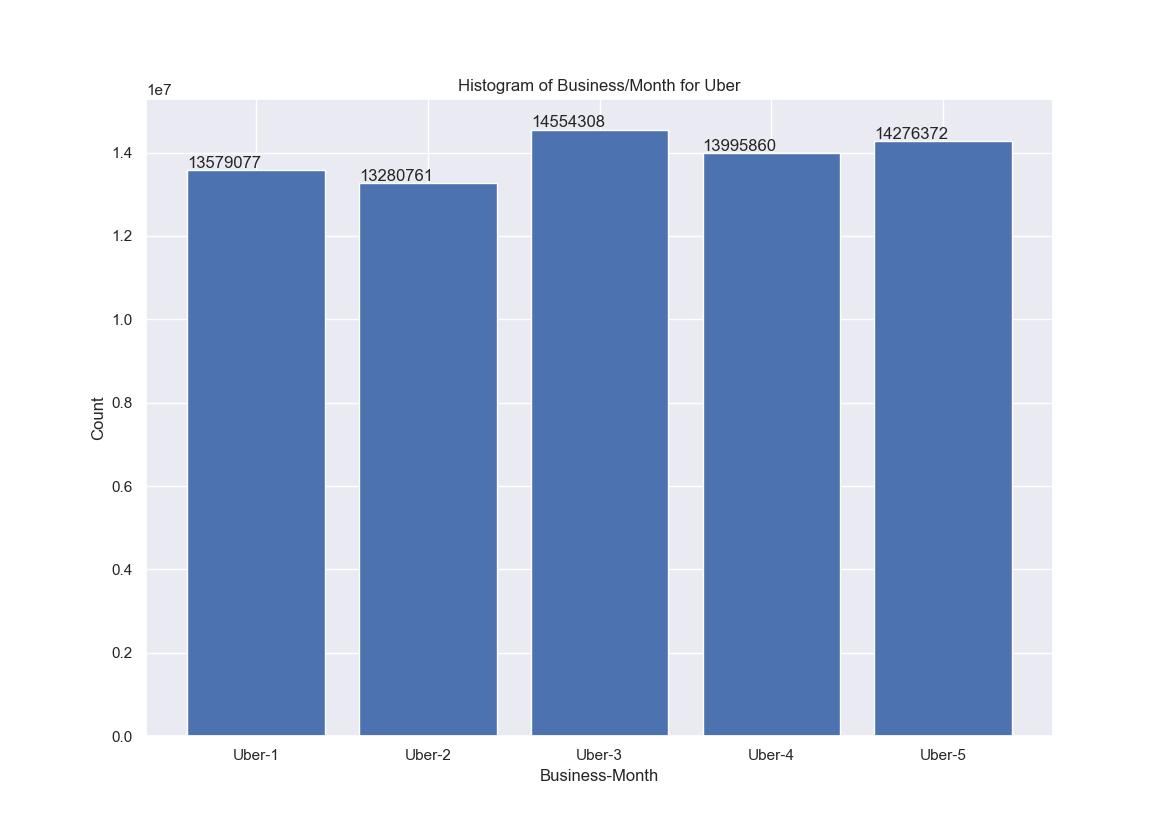 Histogram of Business/Month for Uber
1e7
14554308
14276372
13995860
13579077
13280761
1.4
1.2
1.0
0.8
0.6
0.4
0.2
0.0
Count
Uber-1 Uber-2 Uber-3 Uber-4 Uber-5
Business-Month